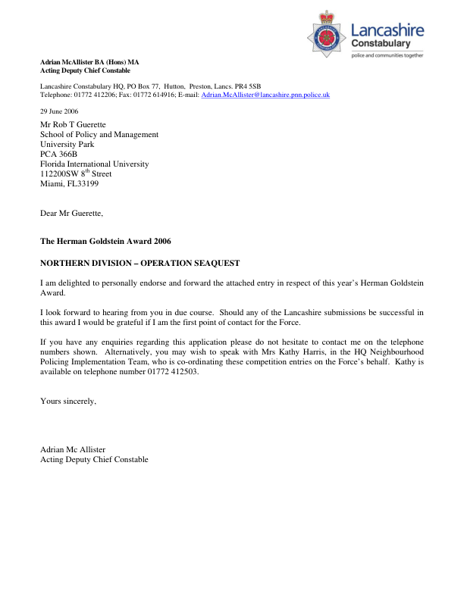 Lancashire
Constabulary
police and communities together
Adrian McAllister BA (Hons) MA
Acting Deputy Chief Constable
Lancashire Constabulary HQ, PO Box 77, Hutton, Preston, Lancs. PR4 5SB
Telephone: 01772 412206; Fax: 01772 614916; E-mail: Adrian.McAllister@lancashire.pnn.police.uk
29 June 2006
Mr Rob T Guerette
School of Policy and Management
University Park
PCA 366B
Florida International University
112200SW 8th Street
Miami, FL33199
Dear Mr Guerette,
The Herman Goldstein Award 2006
NORTHERN DIVISION – OPERATION SEAQUEST
I am delighted to personally endorse and forward the attached entry in respect of this year's Herman Goldstein
Award.
I look forward to hearing from you in due course. Should any of the Lancashire submissions be successful in
this award I would be grateful if I am the first point of contact for the Force.
If you have any enquiries regarding this application please do not hesitate to contact me on the telephone
numbers shown. Alternatively, you may wish to speak with Mrs Kathy Harris, in the HQ Neighbourhood
Policing Implementation Team, who is co-ordinating these competition entries on the Force's behalf. Kathy is
available on telephone number 01772 412503.
Yours sincerely,
Adrian Mc Allister
Acting Deputy Chief Constable